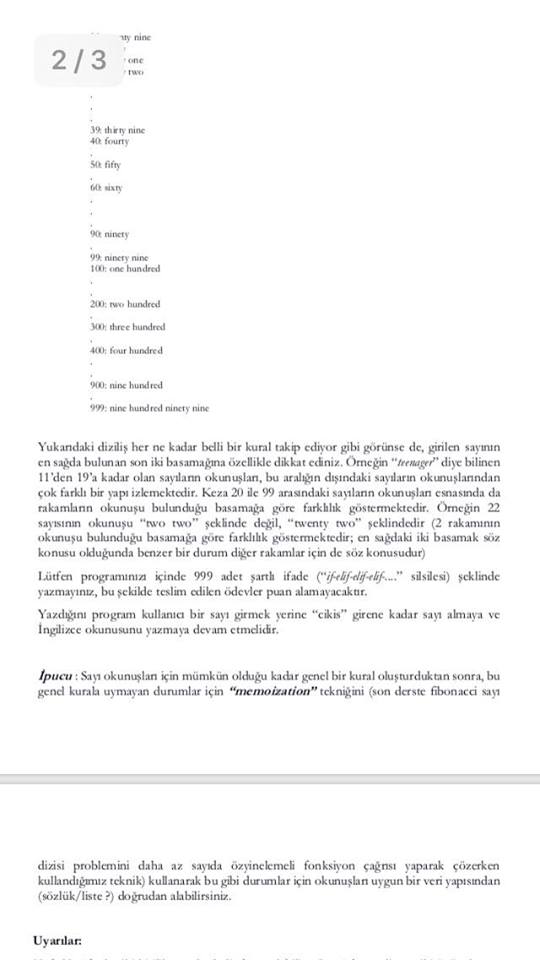 nty nine
2 / 3
one
two
.
.
.
39: thirty nine
40: fourty
.
50: fifty
.
60: sixty
.
.
.
90: ninety
.
99: ninety nine
100: one hundred
.
.
200: two hundred
.
300: three hundred
.
400: four hundred
.
.
900: nine hundred
.
999: nine hundred ninety nine
Yukarıdaki diziliş her ne kadar belli bir kural takip ediyor gibi görünse de, girilen sayının
en sağda bulunan son iki basamağına özellikle dikkat ediniz. Örneğin “teenager” diye bilinen
11’den 19’a kadar olan sayıların okunuşları, bu aralığın dışındaki sayıların okunuşlarından
çok farklı bir yapı izlemektedir. Keza 20 ile 99 arasındaki sayıların okunuşları esnasında da
rakamların okunuşu bulunduğu basamağa göre farklılık göstermektedir. Örneğin 22
sayısının okunuşu “two two” şeklinde değil, “twenty two” şeklindedir (2 rakamının
okunuşu bulunduğu basamağa göre farklılık göstermektedir; en sağdaki iki basamak söz
konusu olduğunda benzer bir durum diğer rakamlar için de söz konusudur)
Lütfen programınızı içinde 999 adet şartlı ifade (“if-elif-elif-elif-...” silsilesi) şeklinde
yazmayınız, bu şekilde teslim edilen ödevler puan alamayacaktır.
Yazdığını program kullanıcı bir sayı girmek yerine “cikis” girene kadar sayı almaya ve
İngilizce okunusunu yazmaya devam etmelidir.
İpucu : Sayı okunuşları için mümkün olduğu kadar genel bir kural oluşturduktan sonra, bu
genel kurala uymayan durumlar için “memoization” tekniğini (son derste fibonacci sayı
dizisi problemini daha az sayıda özyinelemeli fonksiyon çağrısı yaparak çözerken
kullandığımız teknik) kullanarak bu gibi durumlar için okunuşları uygun bir veri yapısından
(sözlük/liste ?) doğrudan alabilirsiniz.
Uyarılar: